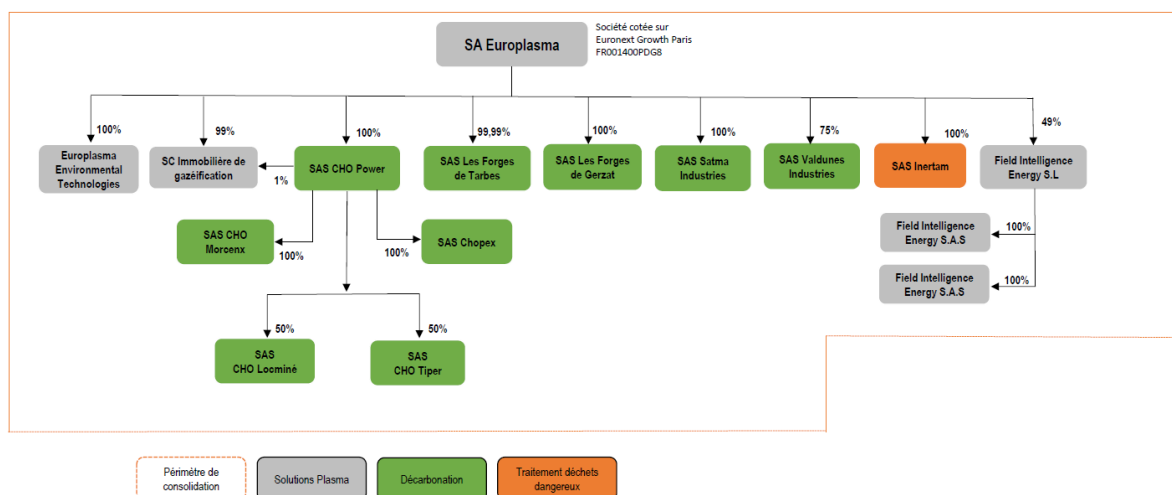 SA Europlasma
Société cotée sur
Euronext Growth Paris
FR001400PDG8
100%
99%
100%
99,99%
100%
100%
75%
100%
49%
Europlasma
Environmental
Technologies
SC Immobilière de
gazéification
1%
SAS CHO Power
SAS Les Forges
de Tarbes
SAS Les Forges
de Gerzat
SAS Satma
Industries
SAS Valdunes
Industries
SAS Inertam
Field Intelligence
Energy S.L
SAS CHO
Morcenx
100%
100%
SAS Chopex
Field Intelligence
Energy S.A.S
100%
Field Intelligence
Energy S.A.S
100%
50%
50%
SAS
CHO Locminé
SAS
CHO Tiper
Périmètre de
consolidation
Solutions Plasma
Décarbonation
Traitement déchets
dangereux